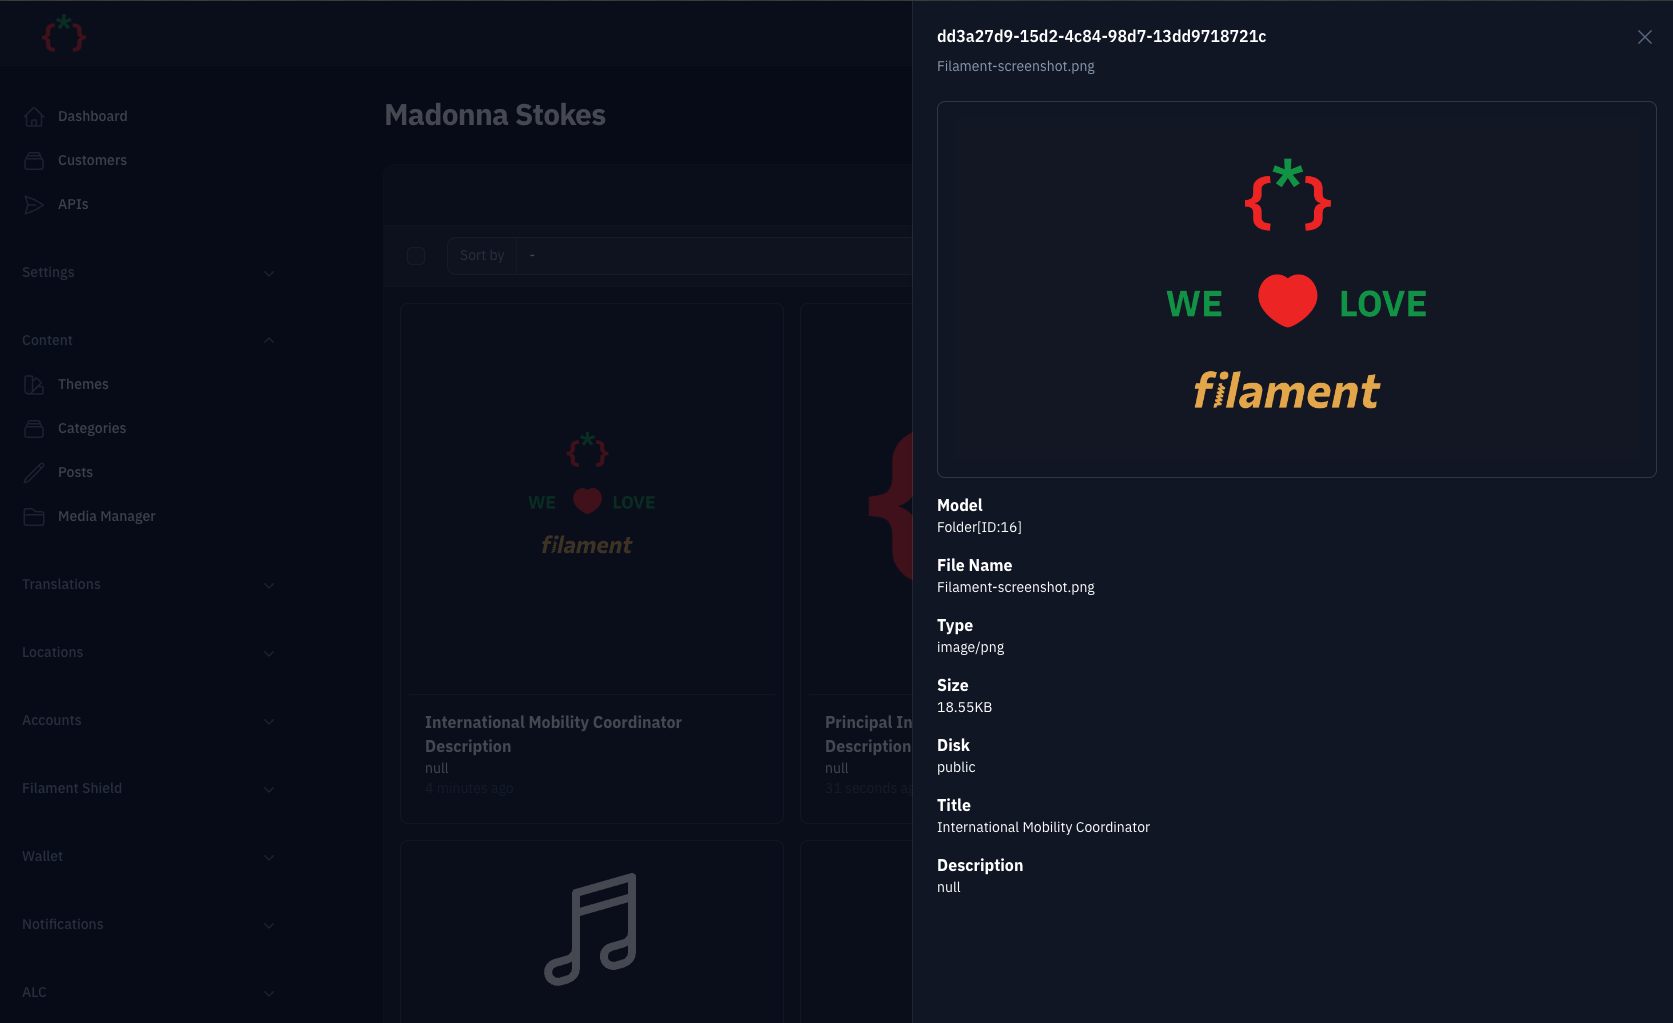 Dashboard
Customers
APIs
Settings
Content
Themes
Categories
Posts
Media Manager
Translations
Locations
Accounts
Filament Shield
Wallet
Notifications
ALC
Madonna Stokes
Sort by -
WE LOVE
filament
International Mobility Coordinator
Description
null
4 minutes ago
Principal In
Description
null
31 seconds ag
dd3a27d9-15d2-4c84-98d7-13dd9718721c
Filament-screenshot.png
{*}
WE LOVE
filament
Model
Folder[ID:16]
File Name
Filament-screenshot.png
Type
image/png
Size
18.55KB
Disk
public
Title
International Mobility Coordinator
Description
null